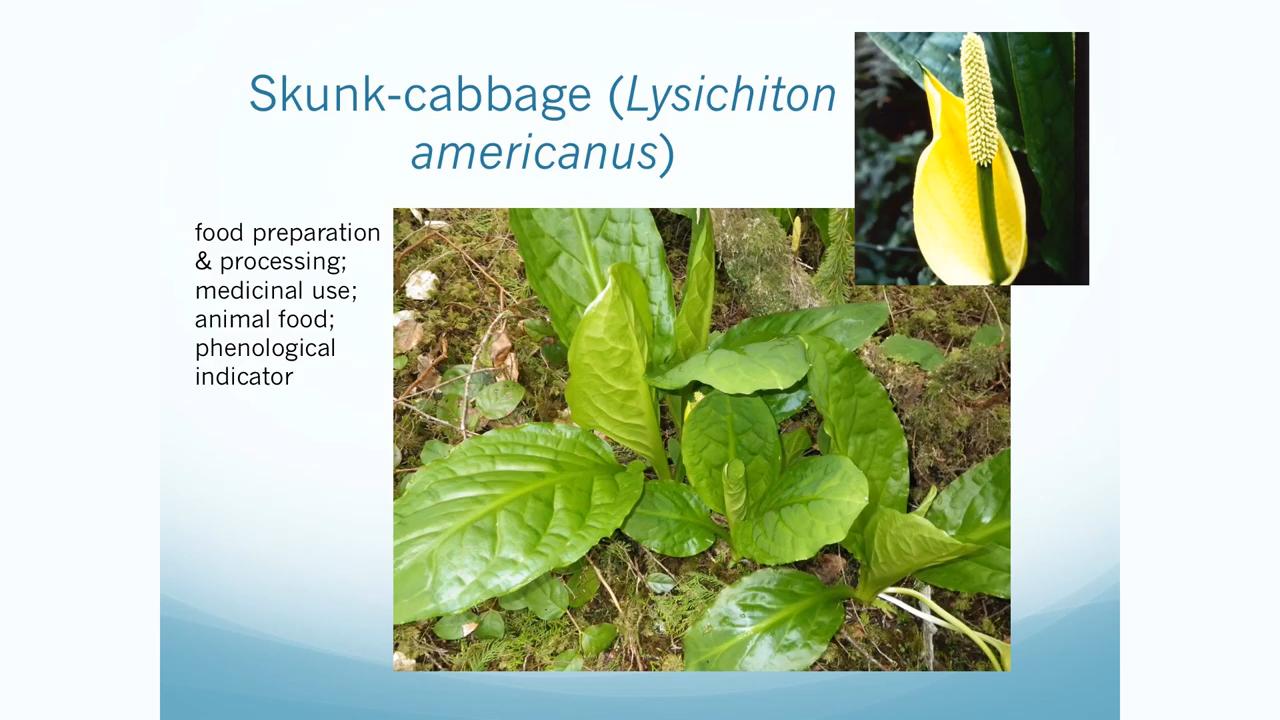 Skunk-cabbage (Lysichiton
americanus)
food preparation
& processing;
medicinal use;
animal food;
phenological
indicator